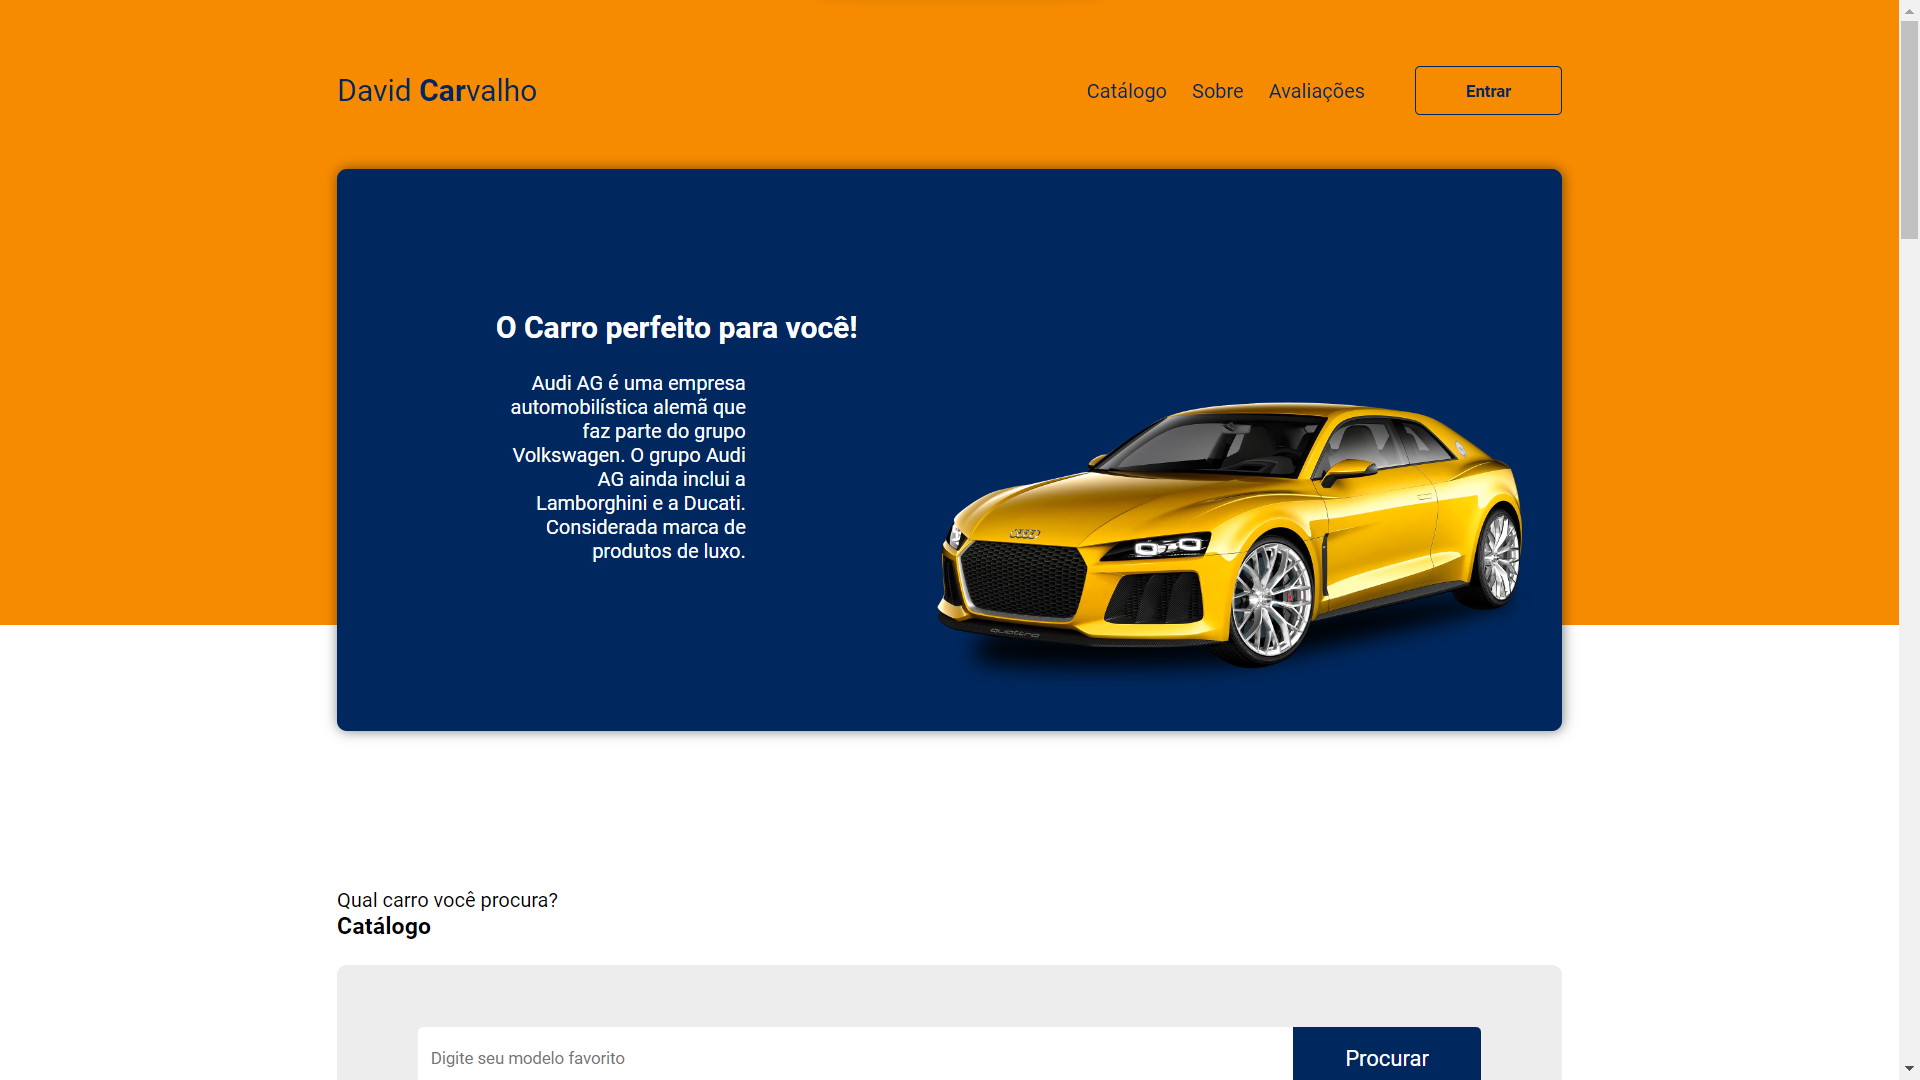 David Carvalho
Catálogo Sobre Avaliações Entrar
O Carro perfeito para você!
Audi AG é uma empresa
automobilística alemã que
faz parte do grupo
Volkswagen. O grupo Audi
AG ainda inclui a
Lamborghini e a Ducati.
Considerada marca de
produtos de luxo.
quattro
Qual carro você procura?
Catálogo
Digite seu modelo favorito Procurar